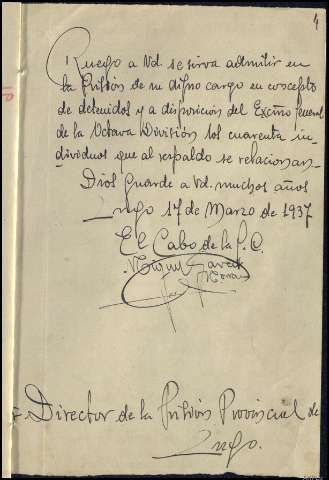 4
Ruego a Vd. se sirva admitir en
la Prisión de su digno cargo en concepto
de detenidos y a disposición del Excmo General
de la Octava División los cuarenta in-
dividuos que al respaldo se relacionan.
Dios guarde a Vd. muchos años
Lugo 17 de Marzo de 1937
El Cabo de la
Miguel
Director de la Prisión Provincial de
Lugo.